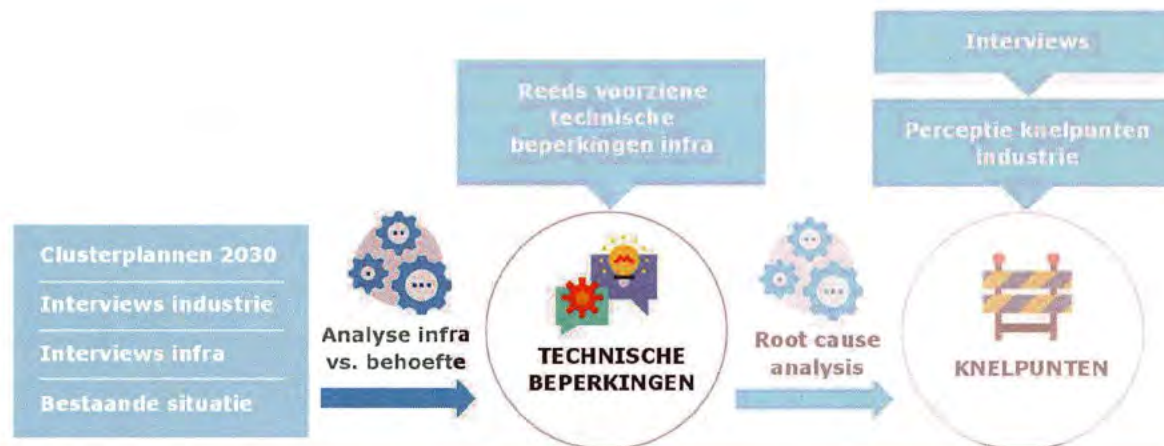 Interviews
Reeds voorziene
technische
beperkingen infra
Perceptie knelpunten
industrie
Clusterplannen 2030
Interviews industrie
Interviews infra
Bestaande situatie
Analyse infra
vs. behoefte
TECHNISCHE
BEPERKINGEN
Root cause
analysis
KNELPUNTEN